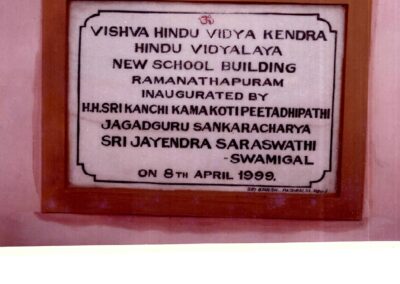 ॐ
VISHVA HINDU VIDYA KENDRA
HINDU VIDYALAYA
NEW SCHOOL BUILDING
RAMANATHAPURAM
INAUGURATED BY
H.H.SRI KANCHI KAMAKOTI PEETADHIPATHI
JAGADGURU SANKARACHARYA
SRI JAYENDRA SARASWATHI
-SWAMIGAL
ON 8TH APRIL 1999.